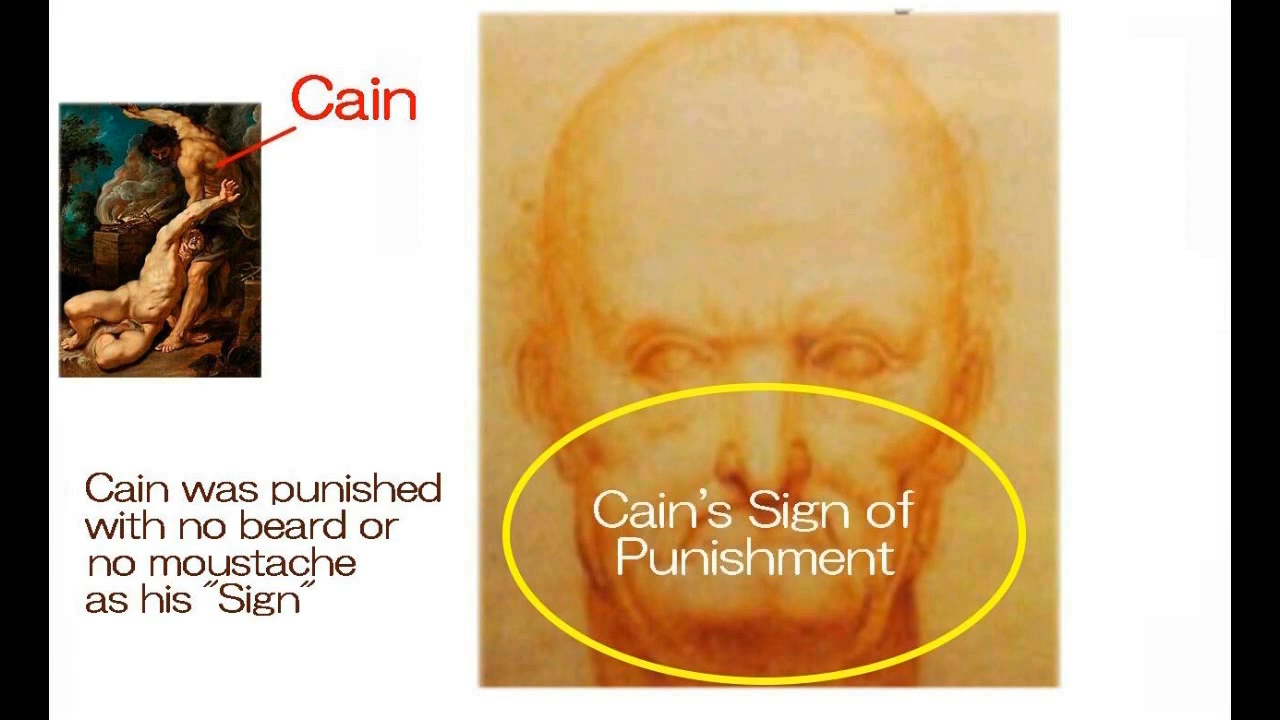 Cain
Cain was punished
with no beard or
no moustache
as his "Sign"
Cain's Sign of
Punishment